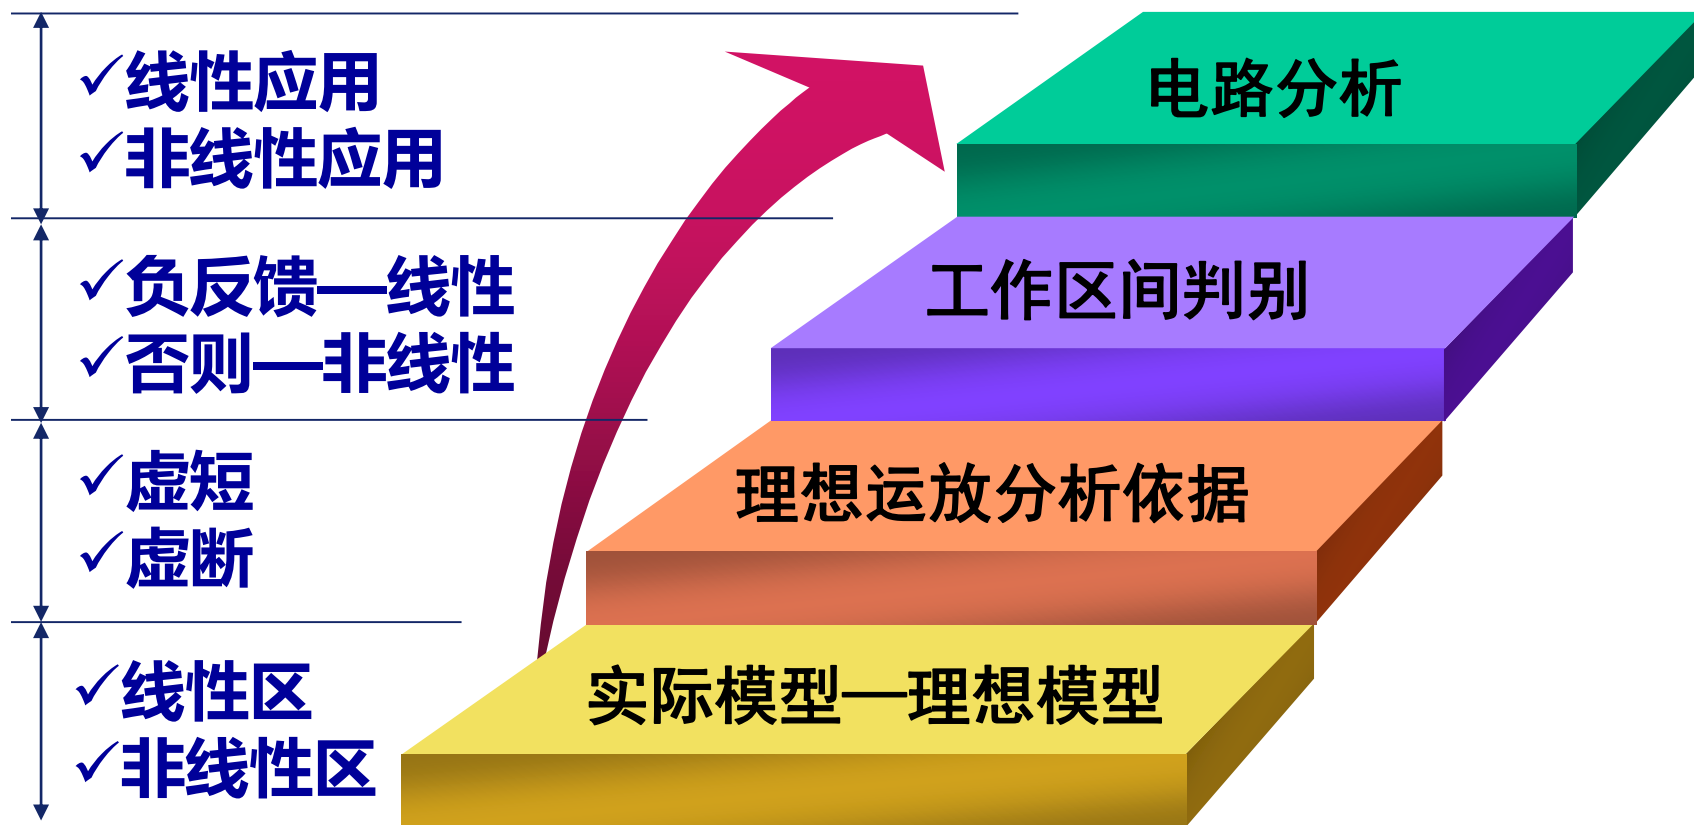 ✓线性应用
✓非线性应用
电路分析
✓负反馈—线性
✓否则—非线性
工作区间判别
✓虚短
✓虚断
理想运放分析依据
✓线性区
✓非线性区
实际模型—理想模型